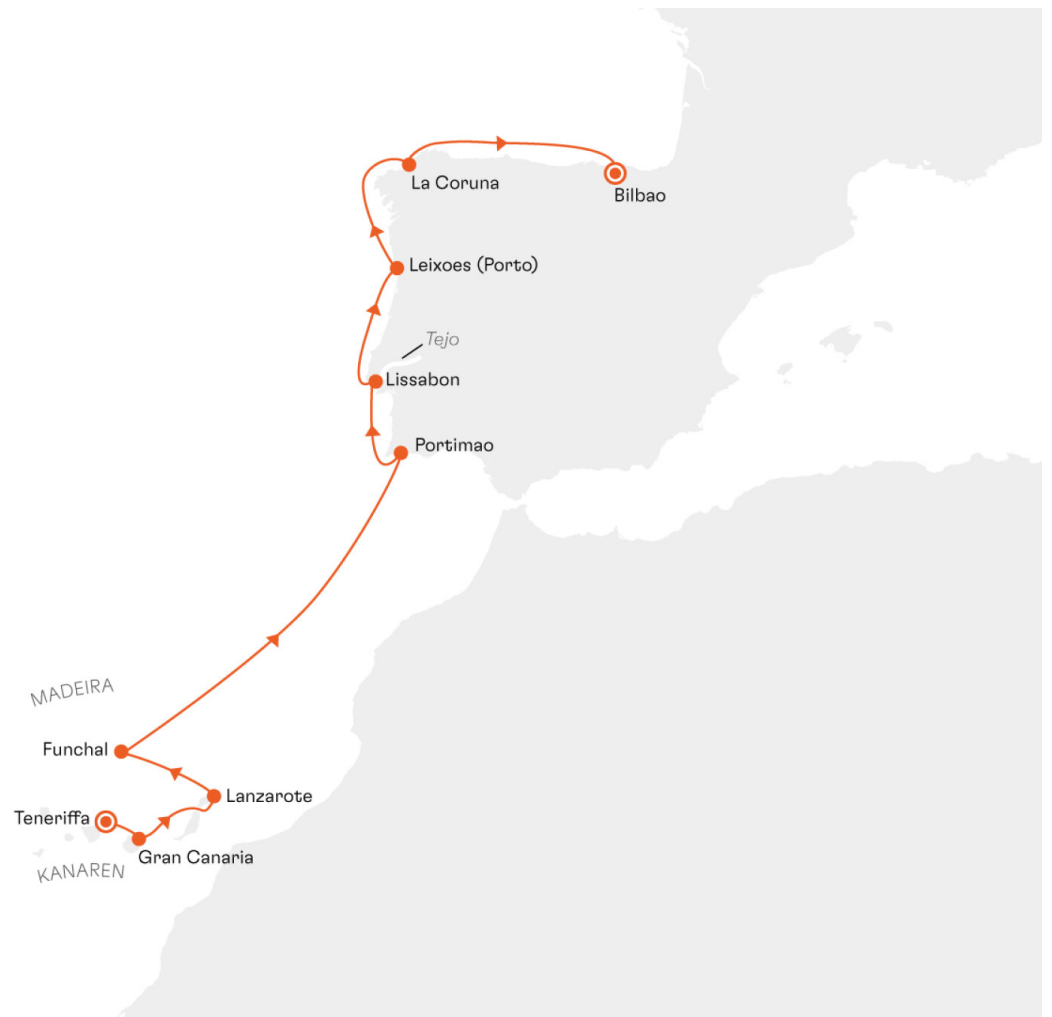 La Coruna
Bilbao
Leixoes (Porto)
Tejo
Lissabon
Portimao
MADEIRA
Funchal
Lanzarote
Teneriffa
Gran Canaria
KANAREN